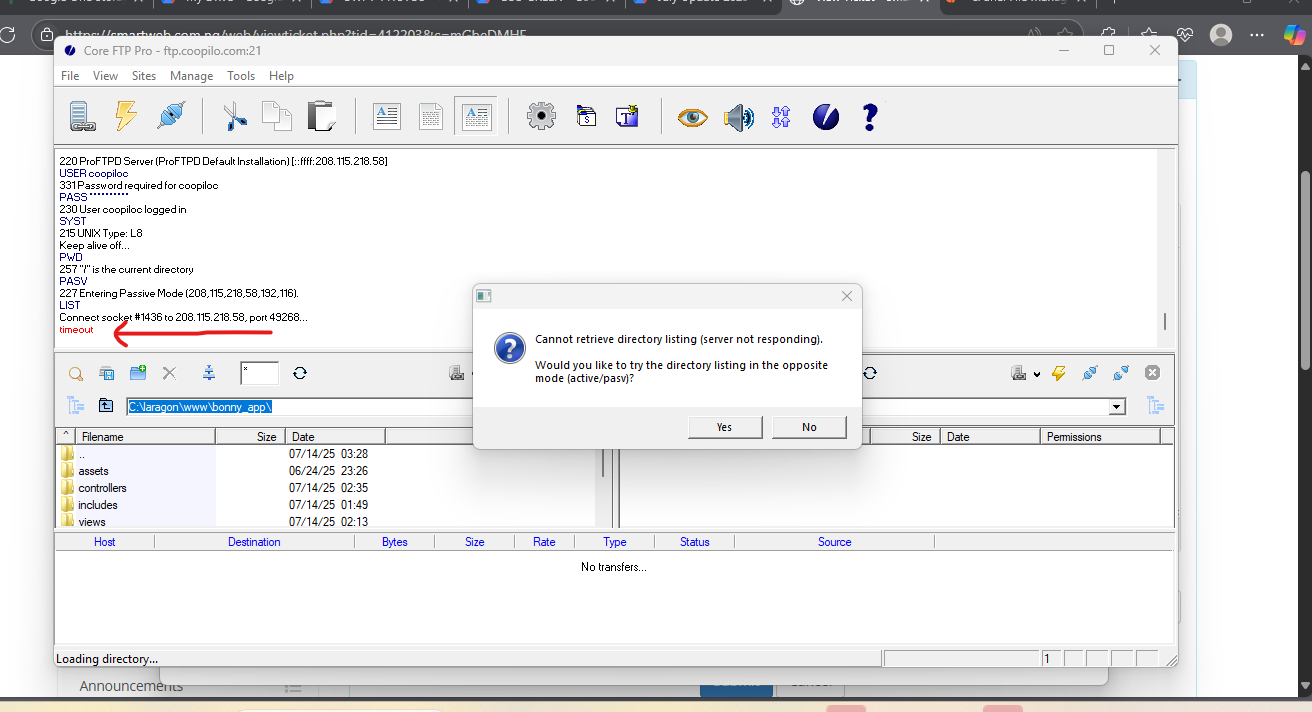 https://smartweb.com.ng/web/viewticket.php?tid=412203&c=mGheDMHF
Core FTP Pro - ftp.coopilo.com:21
File View Sites Manage Tools Help
220 ProFTPD Server (ProFTPD Default Installation) [::ffff:208.115.218.58]
USER coopiloc
331 Password required for coopiloc
PASS **********
230 User coopiloc logged in
SYST
215 UNIX Type: L8
Keep alive off...
PWD
257 "/" is the current directory
PASV
227 Entering Passive Mode (208,115,218,58,192,116).
LIST
Connect socket #1436 to 208.115.218.58, port 49268...
timeout
Cannot retrieve directory listing (server not responding).
Would you like to try the directory listing in the opposite
mode (active/pasv)?
Yes No
C:\laragon\www\bonny_app\
Filename Size Date Size Date Permissions
.. 07/14/25 03:28
assets 06/24/25 23:26
controllers 07/14/25 02:35
includes 07/14/25 01:49
views 07/14/25 02:13
Host Destination Bytes Size Rate Type Status Source
No transfers...
Loading directory... 1
Announcements